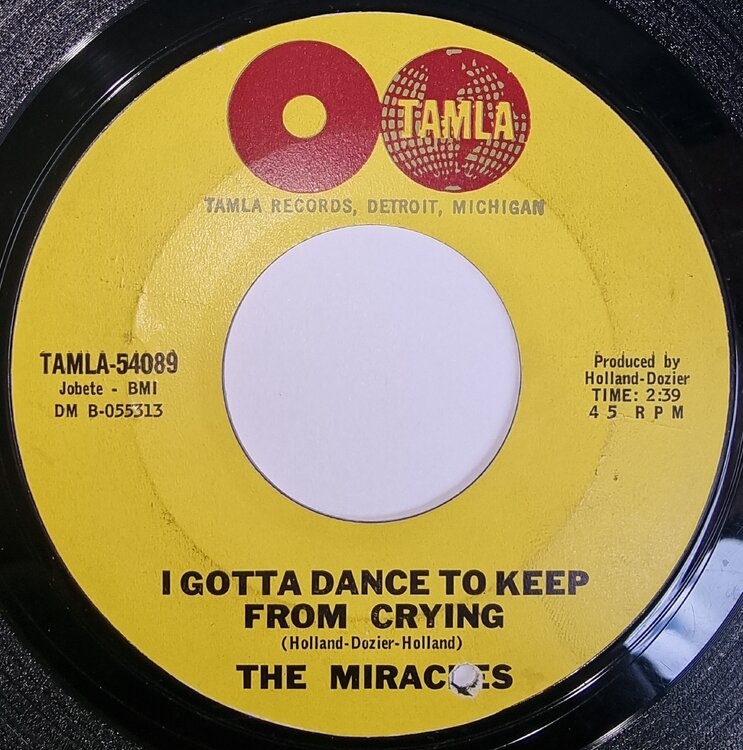 TAMLA
TAMLA RECORDS, DETROIT, MICHIGAN
TAMLA-54089
Jobete - BMI
DM B-055313
Produced by
Holland-Dozier
TIME: 2:39
45 RPM
I GOTTA DANCE TO KEEP
FROM CRYING
(Holland-Dozier-Holland)
THE MIRACLES